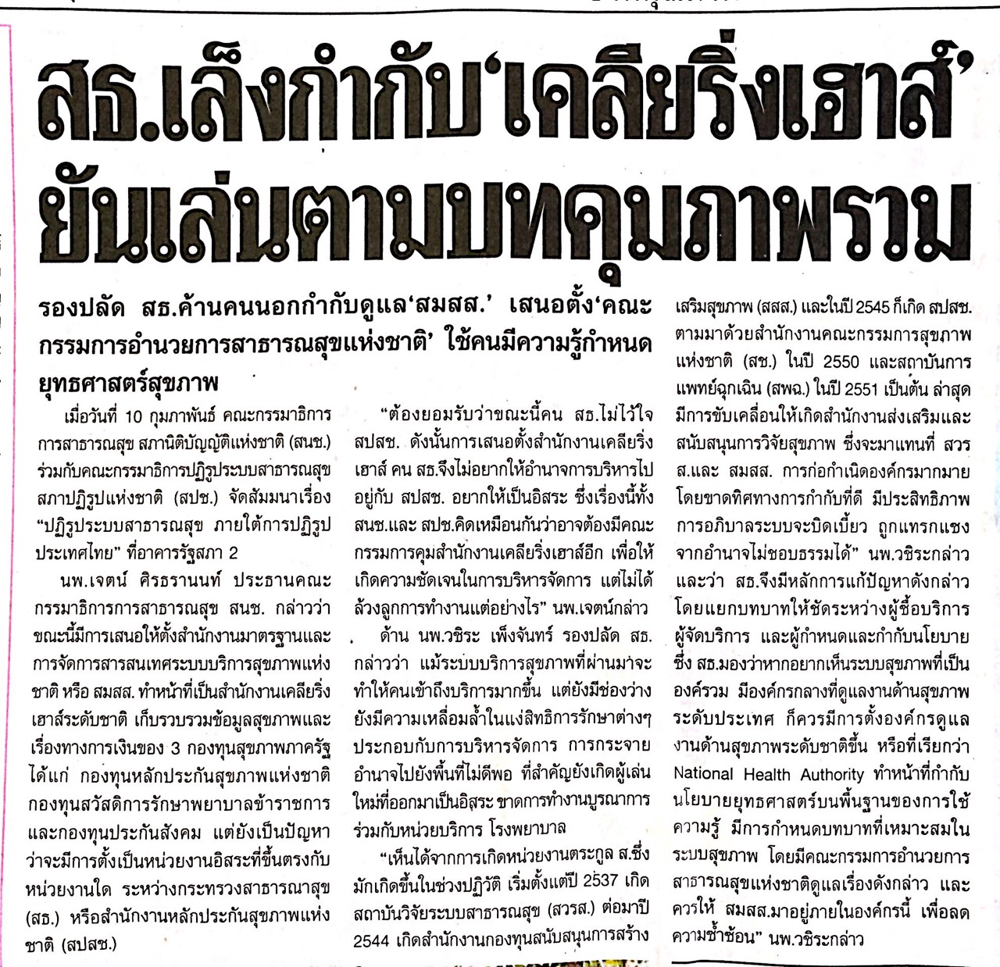 สธ.เล็งกำกับ‘เคลียริ่งเฮาส์’
ยันเล่นตามบทคุมภาพรวม
รองปลัด สธ.ค้านคนนอกกำกับดูแล‘สมสส.’ เสนอตั้ง‘คณะ
กรรมการอำนวยการสาธารณสุขแห่งชาติ’ ใช้คนมีความรู้กำหนด
ยุทธศาสตร์สุขภาพ
เมื่อวันที่ 10 กุมภาพันธ์ คณะกรรมาธิการ
การสาธารณสุข สภานิติบัญญัติแห่งชาติ (สนช.)
ร่วมกับคณะกรรมาธิการปฏิรูประบบสาธารณสุข
สภาปฏิรูปแห่งชาติ (สปช.) จัดสัมมนาเรื่อง
“ปฏิรูประบบสาธารณสุข ภายใต้การปฏิรูป
ประเทศไทย” ที่อาคารรัฐสภา 2
นพ.เจตน์ ศิรธรานนท์ ประธานคณะ
กรรมาธิการการสาธารณสุข สนช. กล่าวว่า
ขณะนี้มีการเสนอให้ตั้งสำนักงานมาตรฐานและ
การจัดการสารสนเทศระบบบริการสุขภาพแห่ง
ชาติ หรือ สมสส. ทำหน้าที่เป็นสำนักงานเคลียริ่ง
เฮาส์ระดับชาติ เก็บรวบรวมข้อมูลสุขภาพและ
เรื่องทางการเงินของ 3 กองทุนสุขภาพภาครัฐ
ได้แก่ กองทุนหลักประกันสุขภาพแห่งชาติ
กองทุนสวัสดิการรักษาพยาบาลข้าราชการ
และกองทุนประกันสังคม แต่ยังเป็นปัญหา
ว่าจะมีการตั้งเป็นหน่วยงานอิสระที่ขึ้นตรงกับ
หน่วยงานใด ระหว่างกระทรวงสาธารณาสุข
(สธ.) หรือสำนักงานหลักประกันสุขภาพแห่ง
ชาติ (สปสช.)
“ต้องยอมรับว่าขณะนี้คน สธ.ไม่ไว้ใจ
สปสช. ดังนั้นการเสนอตั้งสำนักงานเคลียริ่ง
เฮาส์ คน สธ.จึงไม่อยากให้อำนาจการบริหารไป
อยู่กับ สปสช. อยากให้เป็นอิสระ ซึ่งเรื่องนี้ทั้ง
สนช.และ สปช.คิดเหมือนกันว่าอาจต้องมีคณะ
กรรมการคุมสำนักงานเคลียริ่งเฮาส์อีก เพื่อให้
เกิดความชัดเจนในการบริหารจัดการ แต่ไม่ได้
ล้วงลูกการทำงานแต่อย่างไร” นพ.เจตน์กล่าว
ด้าน นพ.วชิระ เพ็งจันทร์ รองปลัด สธ.
กล่าวว่า แม้ระบบบริการสุขภาพที่ผ่านมาจะ
ทำให้คนเข้าถึงบริการมากขึ้น แต่ยังมีช่องว่าง
ยังมีความเหลื่อมล้ำในแง่สิทธิการรักษาต่างๆ
ประกอบกับการบริหารจัดการ การกระจาย
อำนาจไปยังพื้นที่ไม่ดีพอ ที่สำคัญยังเกิดผู้เล่น
ใหม่ที่ออกมาเป็นอิสระ ขาดการทำงานบูรณาการ
ร่วมกับหน่วยบริการ โรงพยาบาล
“เห็นได้จากการเกิดหน่วยงานตระกูล ส.ซึ่ง
มักเกิดขึ้นในช่วงปฏิวัติ เริ่มตั้งแต่ปี 2537 เกิด
สถาบันวิจัยระบบสาธารณสุข (สวรส.) ต่อมาปี
2544 เกิดสำนักงานกองทุนสนับสนุนการสร้าง
เสริมสุขภาพ (สสส.) และในปี 2545 ก็เกิด สปสช.
ตามมาด้วยสำนักงานคณะกรรมการสุขภาพ
แห่งชาติ (สช.) ในปี 2550 และสถาบันการ
แพทย์ฉุกเฉิน (สพฉ.) ในปี 2551 เป็นต้น ล่าสุด
มีการขับเคลื่อนให้เกิดสำนักงานส่งเสริมและ
สนับสนุนการวิจัยสุขภาพ ซึ่งจะมาแทนที่ สวร
ส.และ สมสส. การก่อกำเนิดองค์กรมากมาย
โดยขาดทิศทางการกำกับที่ดี มีประสิทธิภาพ
การอภิบาลระบบจะบิดเบี้ยว ถูกแทรกแซง
จากอำนาจไม่ชอบธรรมได้” นพ.วชิระกล่าว
และว่า สธ.จึงมีหลักการแก้ปัญหาดังกล่าว
โดยแยกบทบาทให้ชัดระหว่างผู้ซื้อบริการ
ผู้จัดบริการ และผู้กำหนดและกำกับนโยบาย
ซึ่ง สธ.มองว่าหากอยากเห็นระบบสุขภาพที่เป็น
องค์รวม มีองค์กรกลางที่ดูแลงานด้านสุขภาพ
ระดับประเทศ ก็ควรมีการตั้งองค์กรดูแล
งานด้านสุขภาพระดับชาติขึ้น หรือที่เรียกว่า
National Health Authority ทำหน้าที่กำกับ
นโยบายยุทธศาสตร์บนพื้นฐานของการใช้
ความรู้ มีการกำหนดบทบาทที่เหมาะสมใน
ระบบสุขภาพ โดยมีคณะกรรมการอำนวยการ
สาธารณสุขแห่งชาติดูแลเรื่องดังกล่าว และ
ควรให้ สมสส.มาอยู่ภายในองค์กรนี้ เพื่อลด
ความซ้ำซ้อน” นพ.วชิระกล่าว